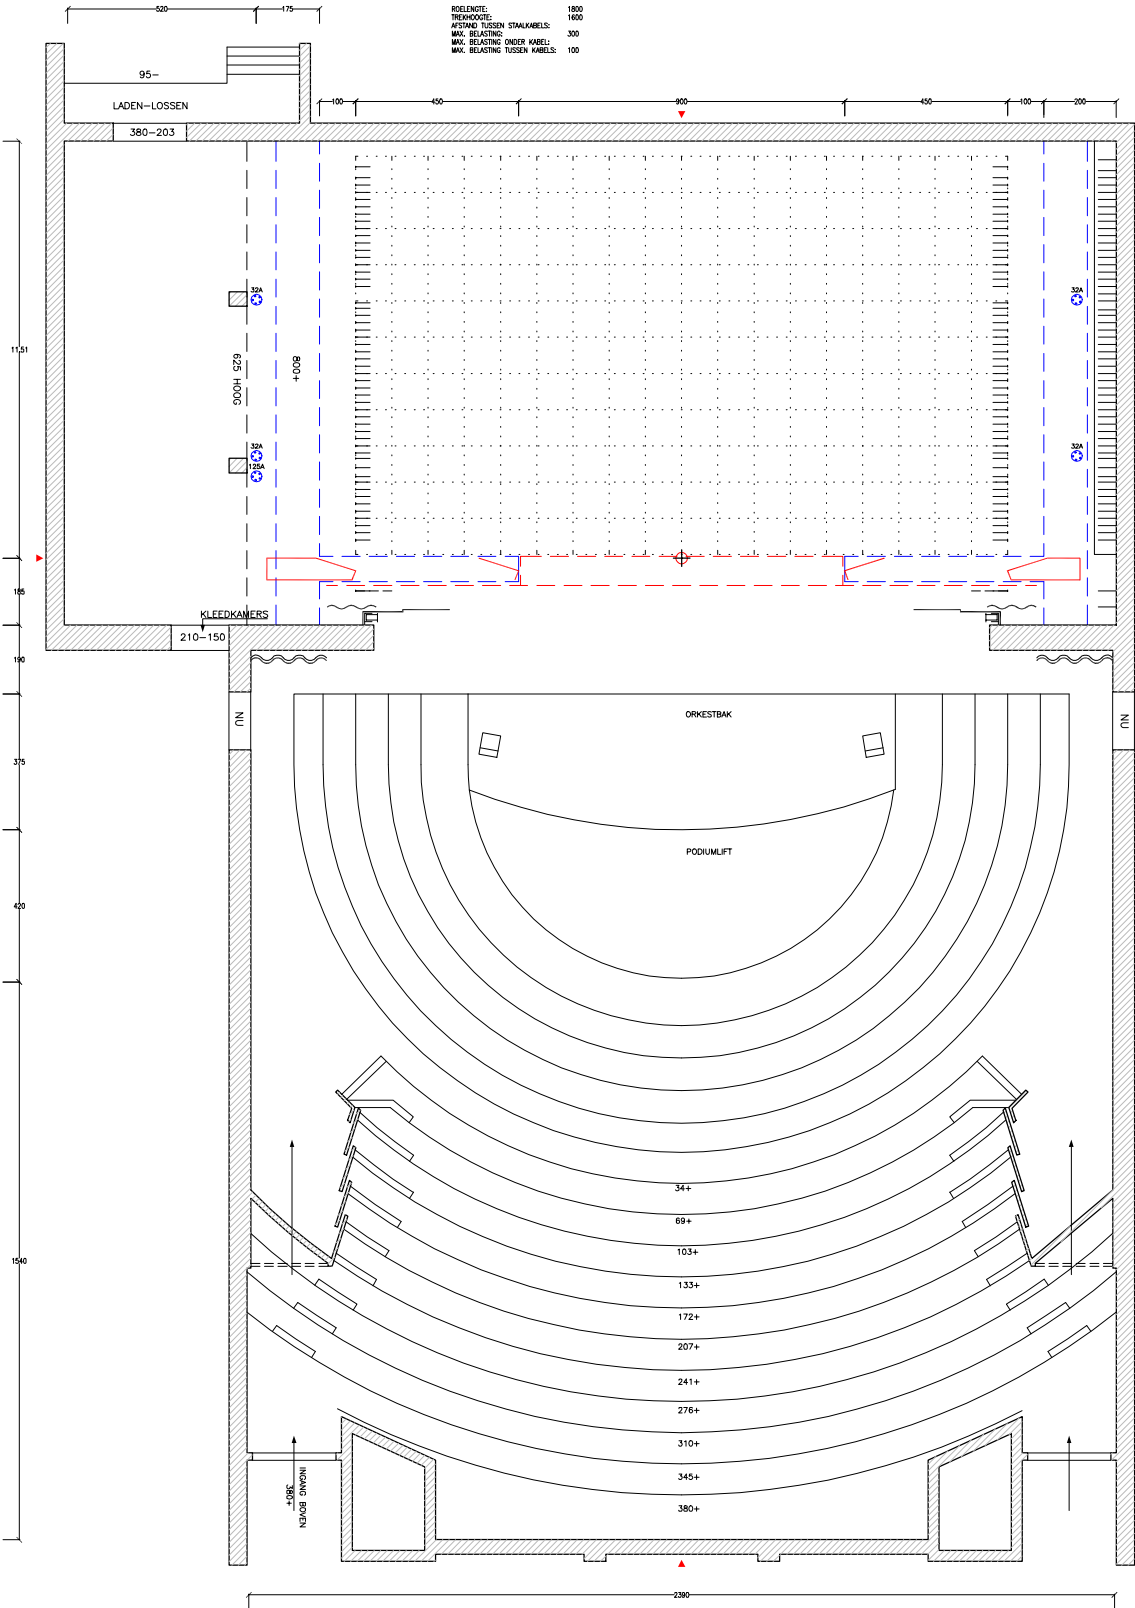 520
175
ROELENGTE: 1800
TREKHOOGTE: 1600
AFSTAND TUSSEN STAALKABELS:
MAX. BELASTING: 300
MAX. BELASTING ONDER KABEL:
MAX. BELASTING TUSSEN KABELS: 100
95-
LADEN-LOSSEN
380-203
100
450
900
450
100
200
32A
32A
11,51
625 HOOG
800+
32A
125A
32A
185
KLEEDKAMERS
210-150
190
NU
ORKESTBAK
NU
375
PODIUMLIFT
420
34+
69+
103+
1540
133+
172+
207+
241+
276+
310+
345+
INGANG BOVEN
380+
380+
2390